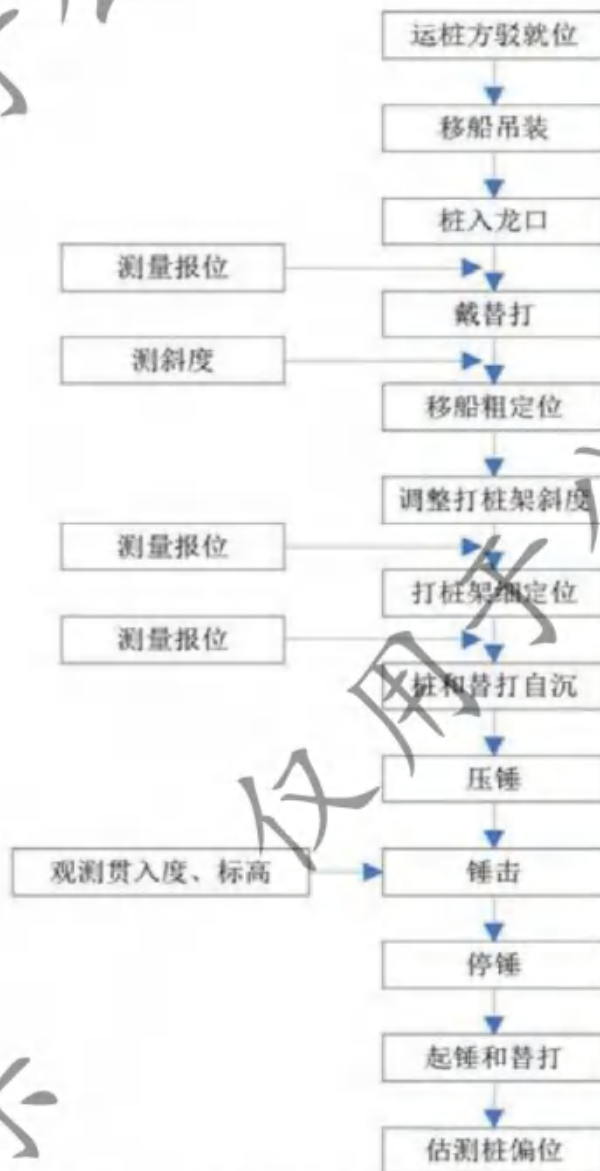 运桩方驳就位
移船吊装
桩入龙口
测量报位
戴替打
测斜度
移船粗定位
调整打桩架斜度
测量报位
打桩架细定位
测量报位
桩和替打自沉
压锤
观测贯入度、标高
锤击
停锤
起锤和替打
估测桩偏位
仅用于